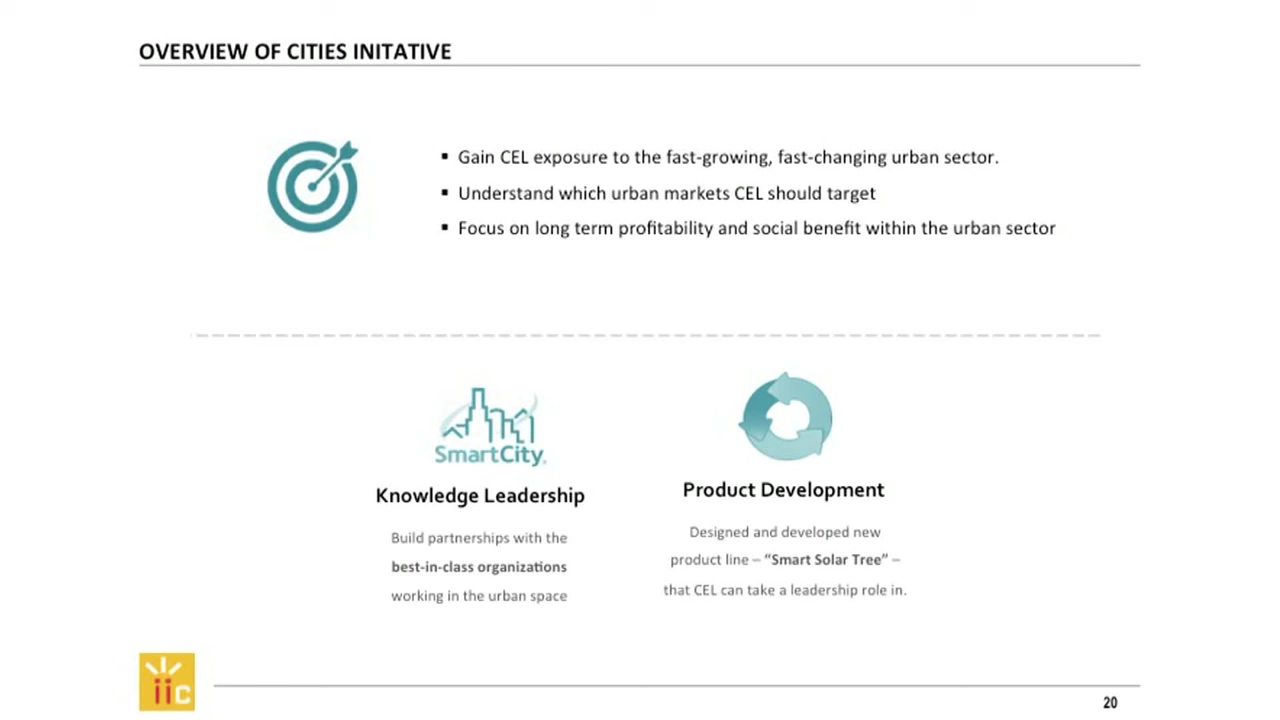 OVERVIEW OF CITIES INITATIVE
▪ Gain CEL exposure to the fast-growing, fast-changing urban sector.
▪ Understand which urban markets CEL should target
▪ Focus on long term profitability and social benefit within the urban sector
SmartCity
Knowledge Leadership
Build partnerships with the
best-in-class organizations
working in the urban space
Product Development
Designed and developed new
product line – “Smart Solar Tree” –
that CEL can take a leadership role in.
iic
20